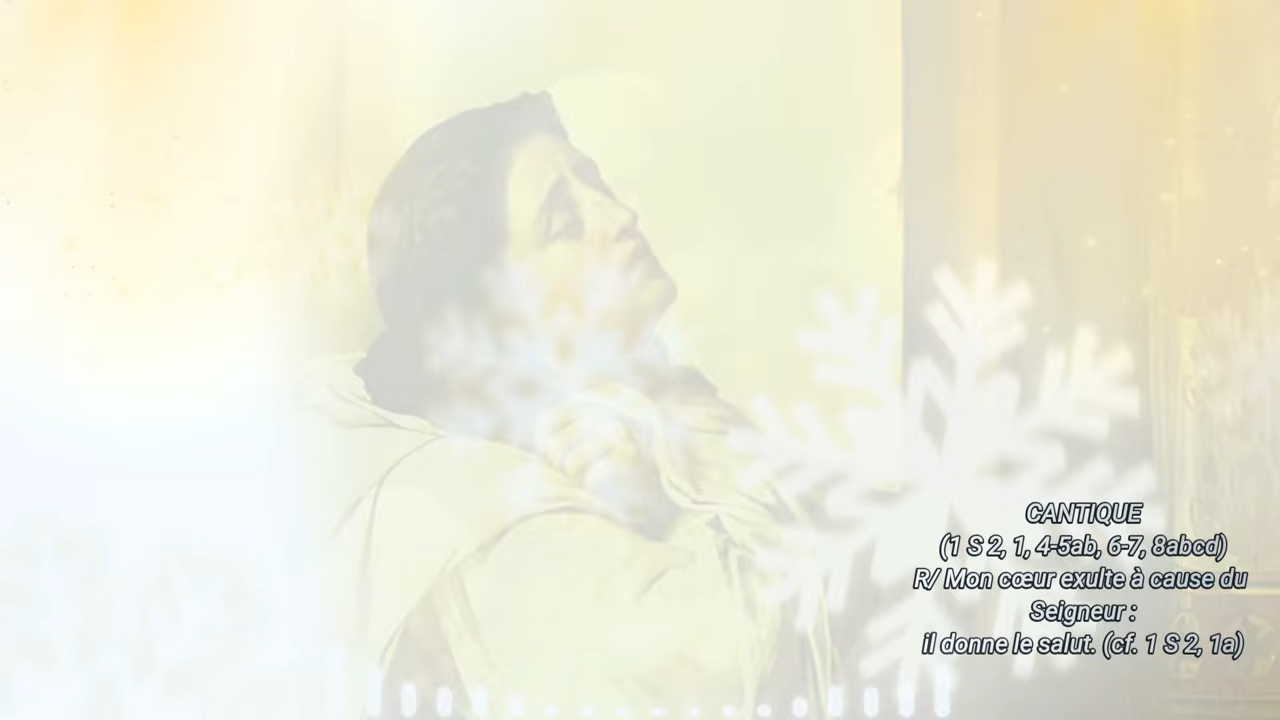 CANTIQUE
(1 S 2, 1, 4-5ab, 6-7, 8abcd)
R/ Mon cœur exulte à cause du
Seigneur :
il donne le salut. (cf. 1 S 2, 1a)